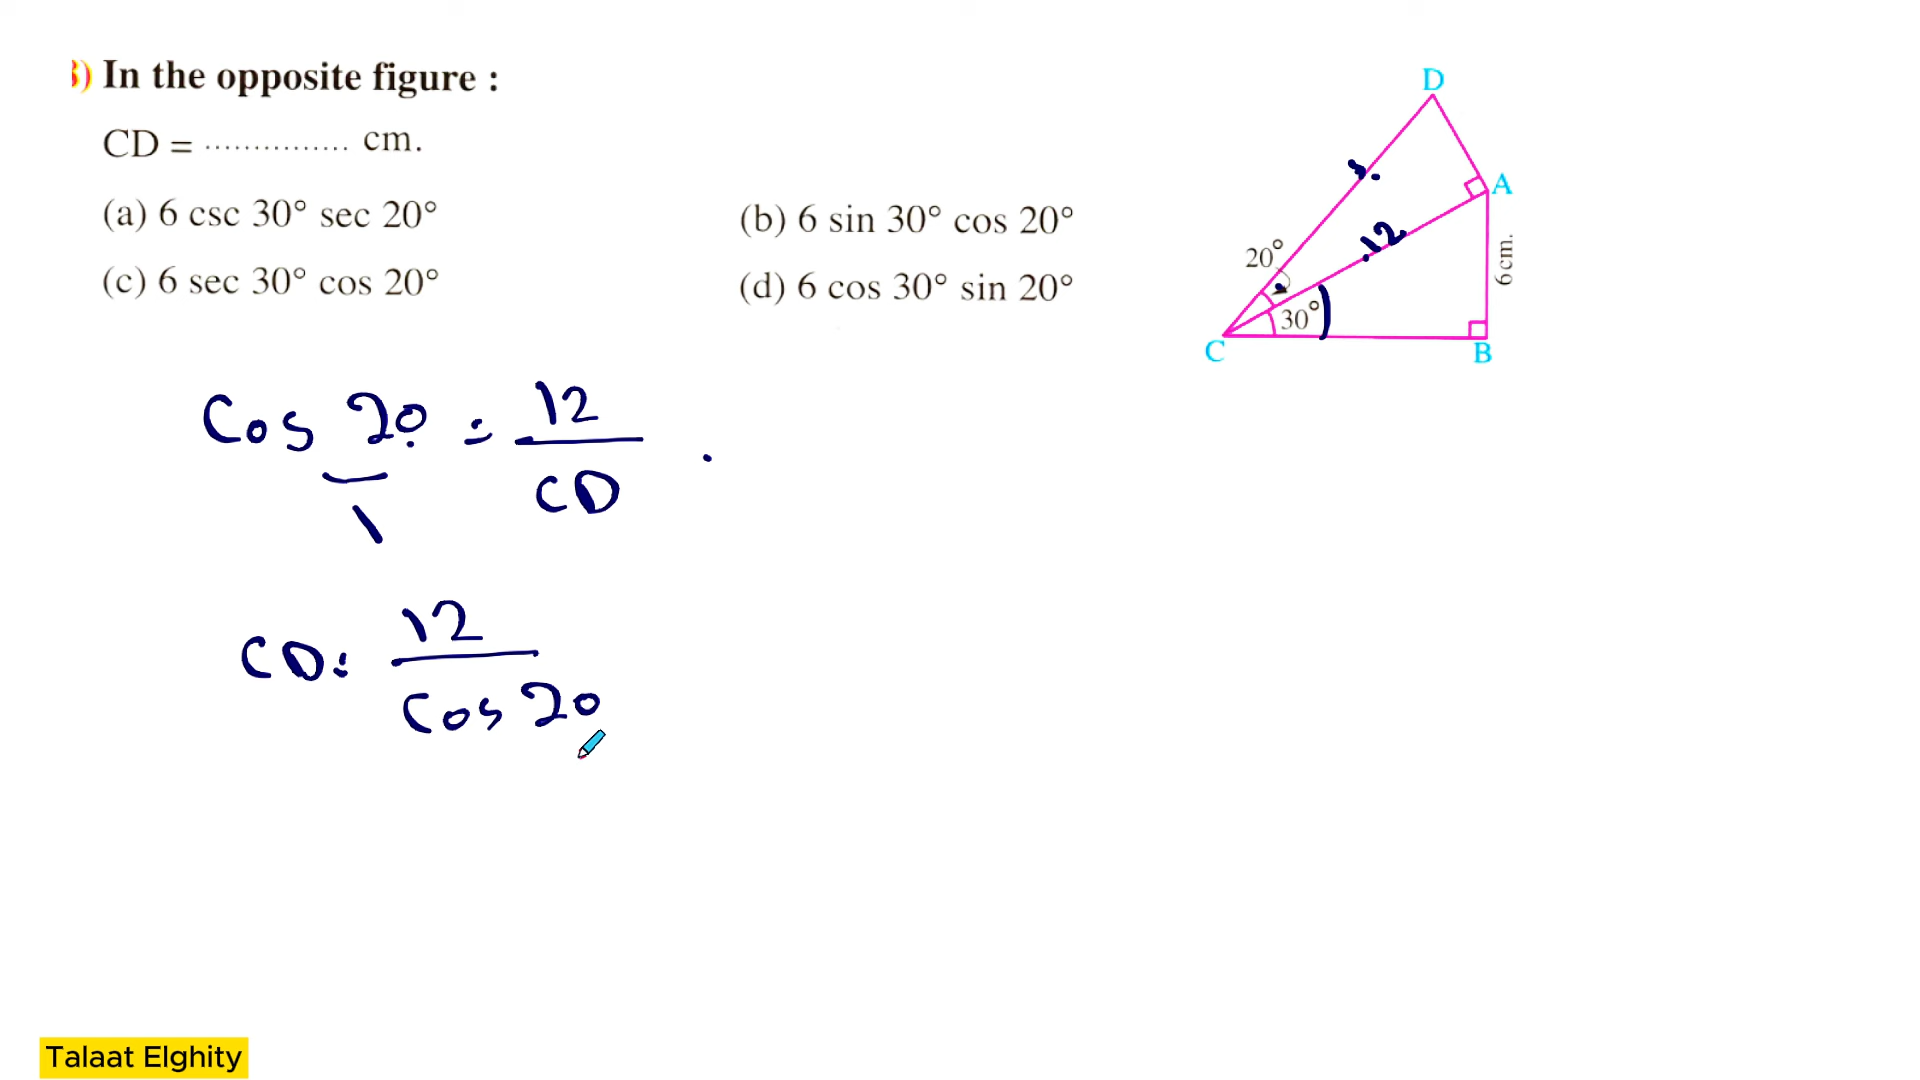 3) In the opposite figure :
CD = ............... cm.
(a) 6 csc 30° sec 20°
(b) 6 sin 30° cos 20°
(c) 6 sec 30° cos 20°
(d) 6 cos 30° sin 20°
D
A
12
6 cm.
20°
30°
C
B
Cos 20 = 12
1
CD
CD = 12
Cos 20
Talaat Elghity